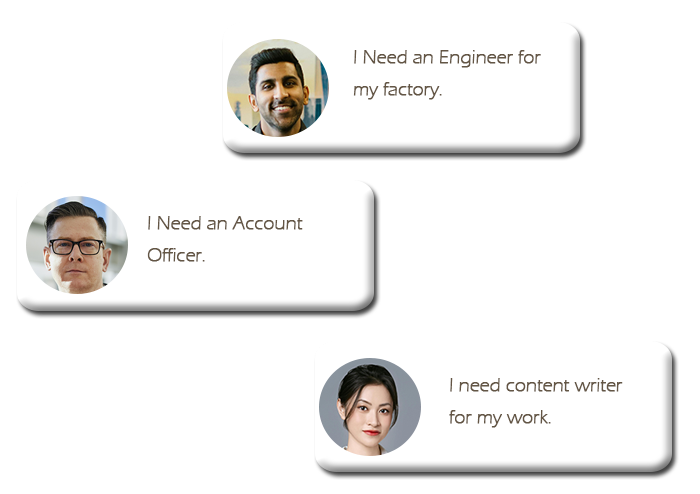 I Need an Engineer for
my factory.
I Need an Account
Officer.
I need content writer
for my work.